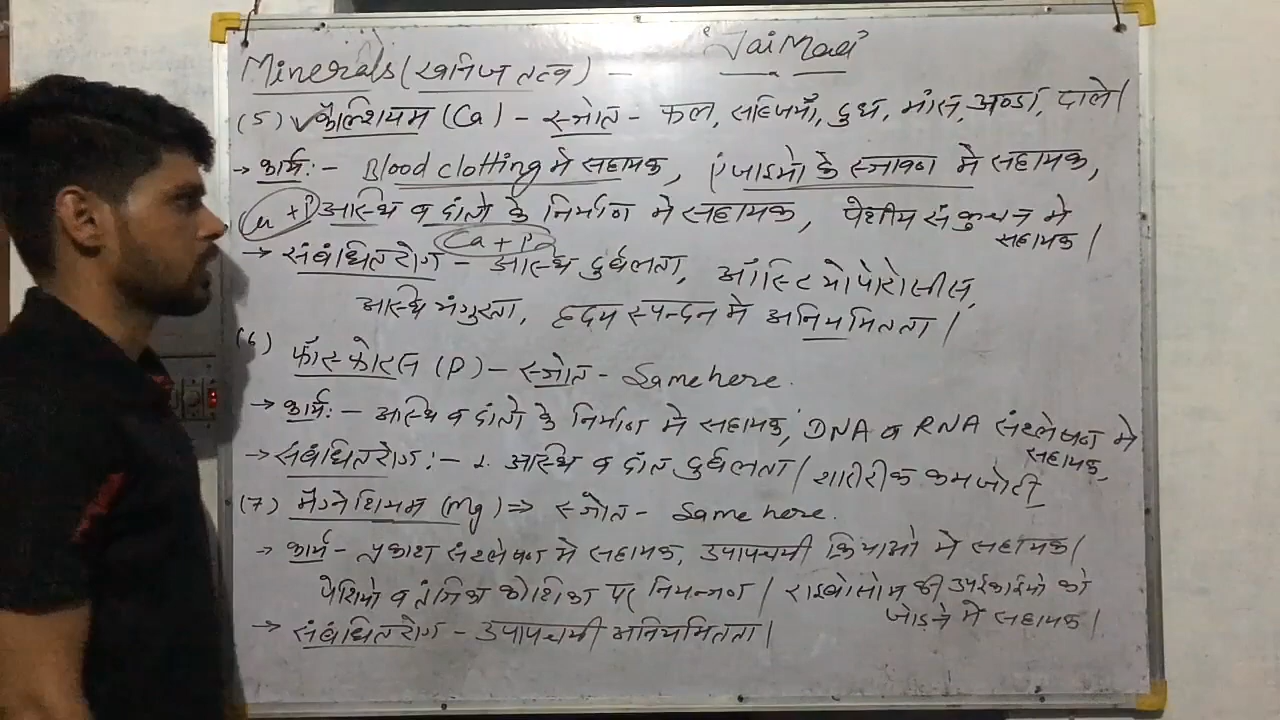 Jai Maa
Minerals (खनिज तत्व) -
(5) ✓ कैल्शियम (Ca) - स्त्रोत - फल, सब्जियाँ, दुध, मांस, अण्डा, दाले।
→ कार्य:- Blood clotting मे सहायक, एंजाइमो के स्त्रावण मे सहायक,
Ca + P अस्थि व दांतो के निर्माण मे सहायक, पेशीय संकुचन मे सहायक।
Ca + P
→ संबंधित रोग - अस्थि दुर्बलता, ऑस्टियोपोरोसीस,
अस्थि भंगुरता, हृदय स्पन्दन मे अनियमितता।
(6) फॉस्फोरस (P) - स्त्रोत - Same here.
→ कार्य:- अस्थि व दांतो के निर्माण मे सहायक, DNA व RNA संश्लेषण मे सहायक,
→ संबंधित रोग:- अस्थि व दांत दुर्बलता। शारीरिक कमजोरी
(7) मैग्नेशियम (Mg) ⇒ स्त्रोत - Same here.
→ कार्य - प्रकाश संश्लेषण मे सहायक, उपापचयी क्रियाओ मे सहायक।
पेशियो व तंत्रिका कोशिका पर नियन्त्रण। राइबोसोम की उपईकाईयो को जोड़ने मे सहायक।
→ संबंधित रोग - उपापचयी अनियमितता।